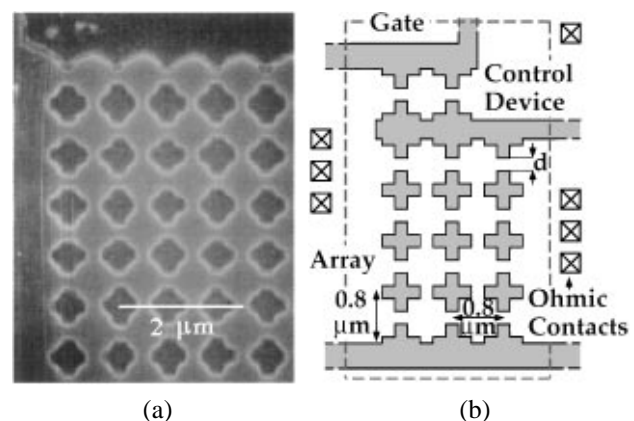 2 μm
(a)
Gate
Control
Device
d
Array
0.8
μm
0.8
μm
Ohmic
Contacts
(b)